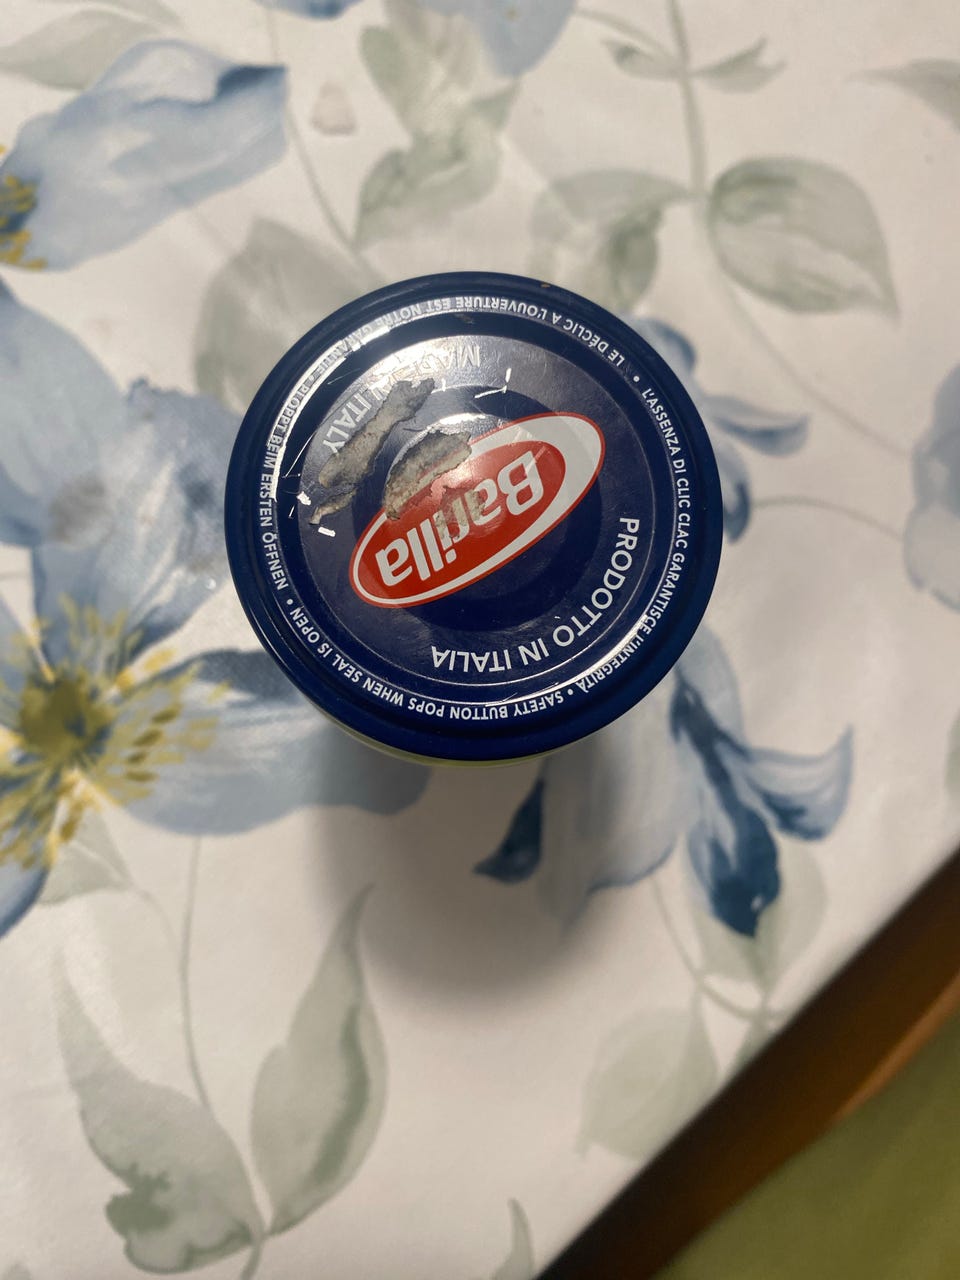 Barilla
MADE IN ITALY
PRODOTTO IN ITALIA
LE DÉCLIC A L'OUVERTURE EST NOTRE GARANTIE • PLOPPT BEIM ERSTEN ÖFFNEN • SAFETY BUTTON POPS WHEN SEAL IS OPEN • L'ASSENZA DI CLIC CLAC GARANTISCE L'INTEGRITÀ •